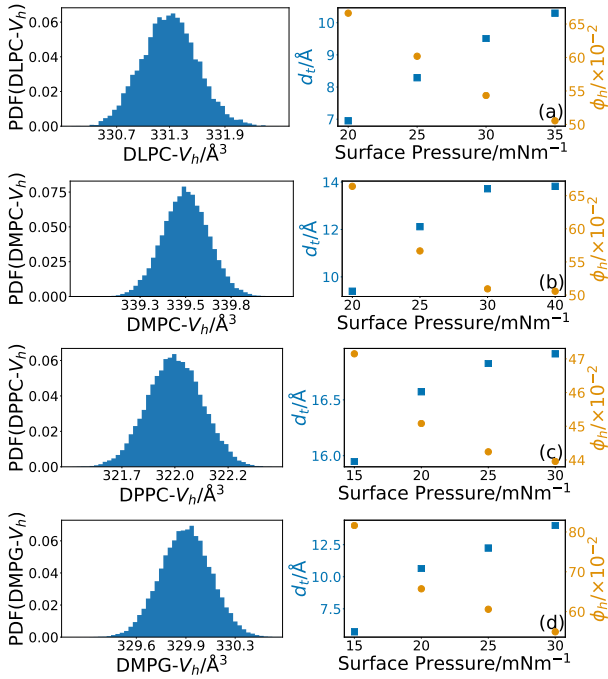 PDF(DLPC-V_h)
0.06
0.04
0.02
0.00
330.7 331.3 331.9
DLPC-V_h/Å³
d_t/Å
10
9
8
7
20 25 30 35
Surface Pressure/mNm⁻¹
65
60
55
50
ϕ_h/×10⁻²
(a)
PDF(DMPC-V_h)
0.075
0.050
0.025
0.000
339.3 339.5 339.8
DMPC-V_h/Å³
d_t/Å
14
12
10
20 25 30 40
Surface Pressure/mNm⁻¹
65
60
55
50
ϕ_h/×10⁻²
(b)
PDF(DPPC-V_h)
0.06
0.04
0.02
0.00
321.7 322.0 322.2
DPPC-V_h/Å³
d_t/Å
16.5
16.0
15 20 25 30
Surface Pressure/mNm⁻¹
47
46
45
44
ϕ_h/×10⁻²
(c)
PDF(DMPG-V_h)
0.06
0.04
0.02
0.00
329.6 329.9 330.3
DMPG-V_h/Å³
d_t/Å
12.5
10.0
7.5
15 20 25 30
Surface Pressure/mNm⁻¹
80
70
60
ϕ_h/×10⁻²
(d)